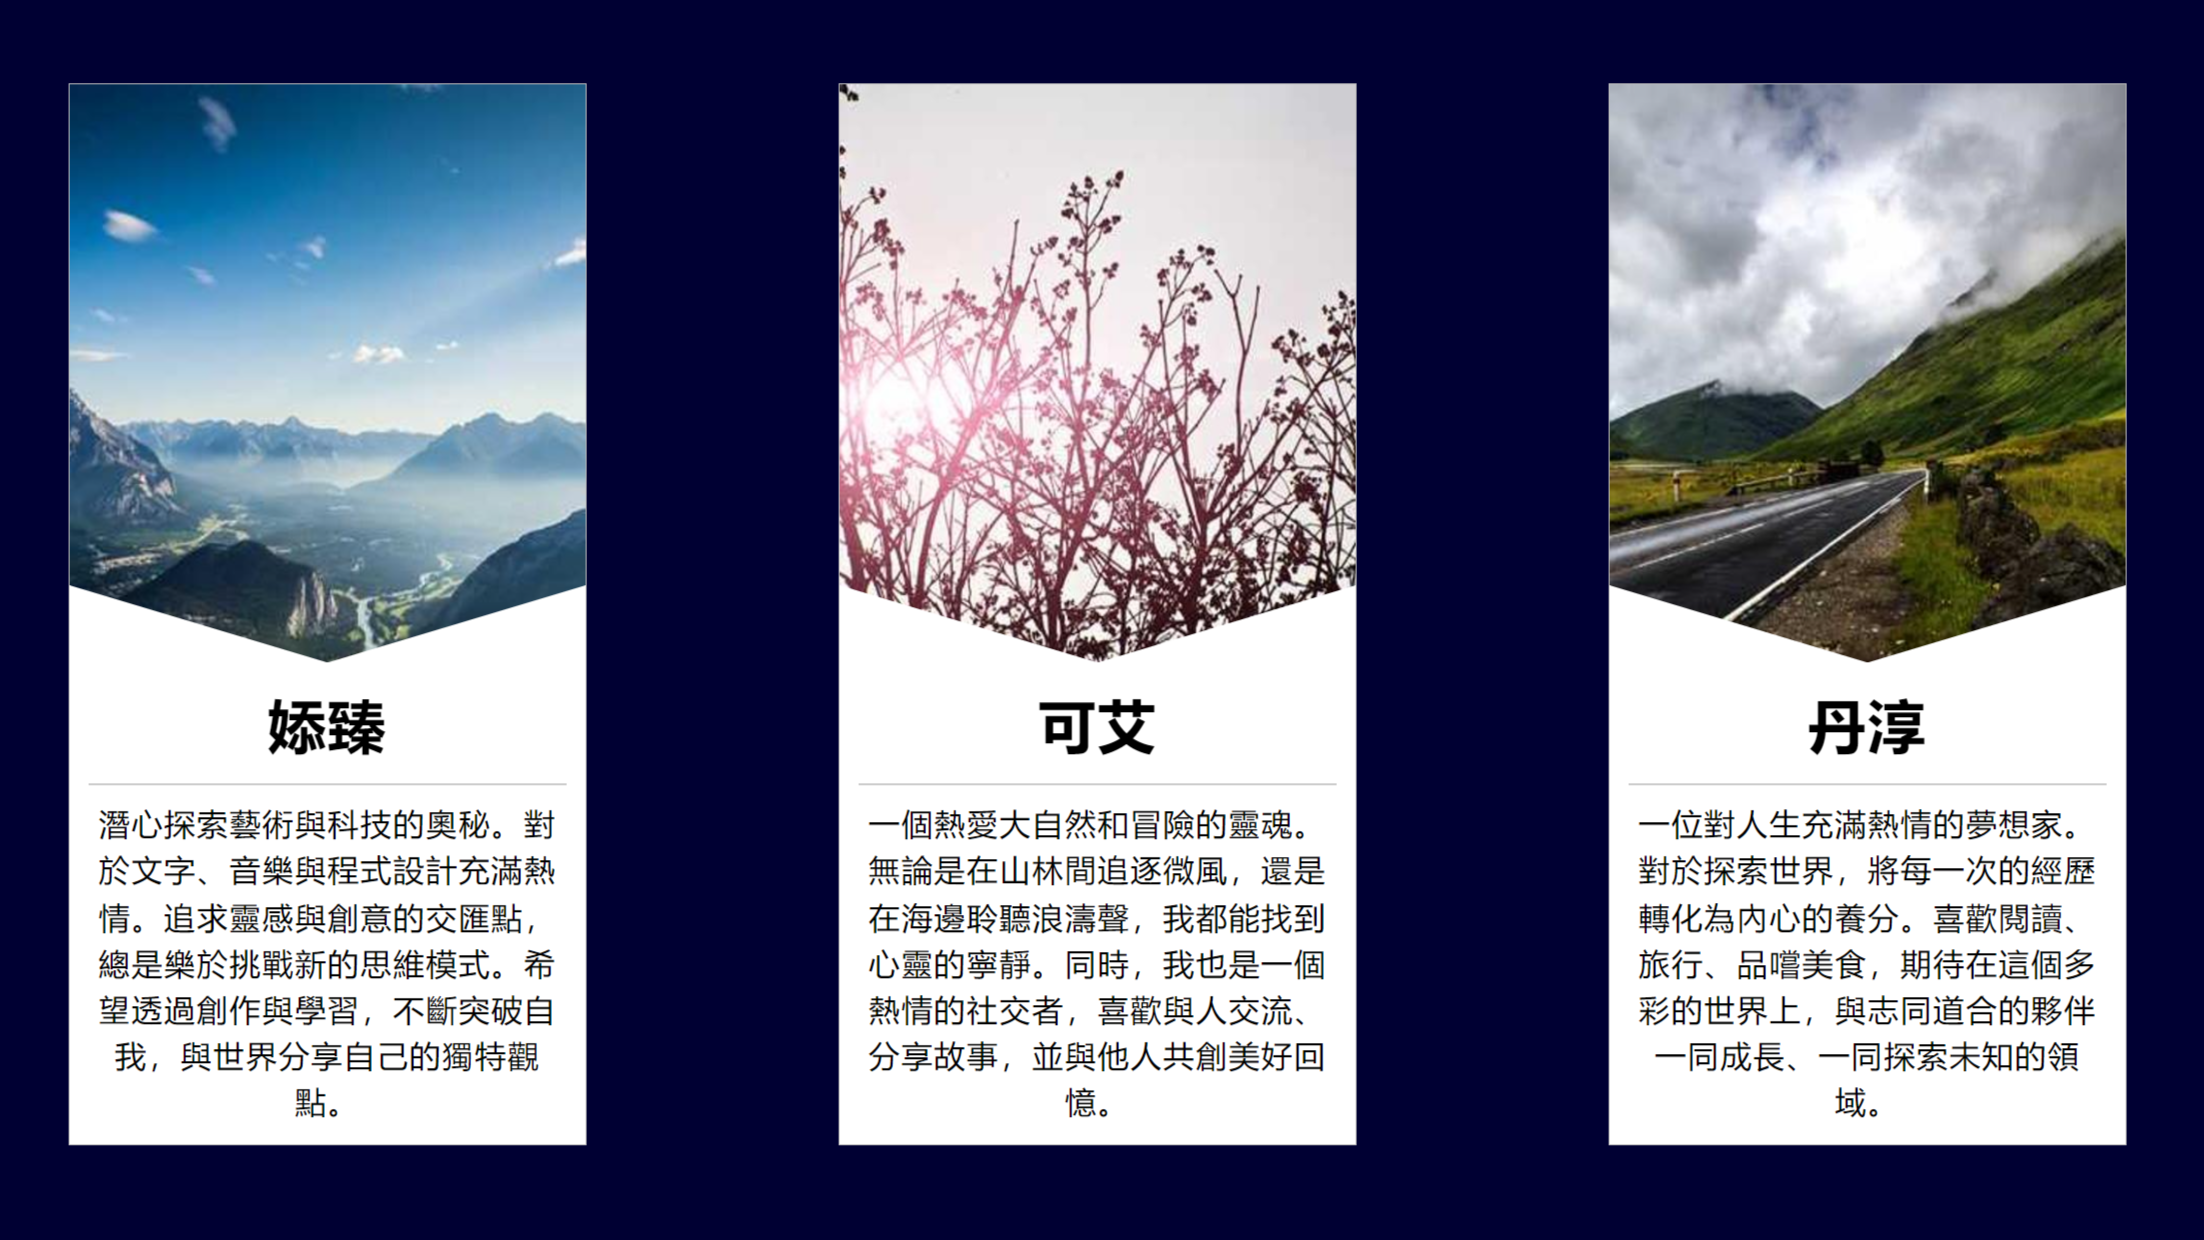 媇臻
潛心探索藝術與科技的奧秘。對
於文字、音樂與程式設計充滿熱
情。追求靈感與創意的交匯點，
總是樂於挑戰新的思維模式。希
望透過創作與學習，不斷突破自
我，與世界分享自己的獨特觀
點。
可艾
一個熱愛大自然和冒險的靈魂。
無論是在山林間追逐微風，還是
在海邊聆聽浪濤聲，我都能找到
心靈的寧靜。同時，我也是一個
熱情的社交者，喜歡與人交流、
分享故事，並與他人共創美好回
憶。
丹淳
一位對人生充滿熱情的夢想家。
對於探索世界，將每一次的經歷
轉化為內心的養分。喜歡閱讀、
旅行、品嚐美食，期待在這個多
彩的世界上，與志同道合的夥伴
一同成長、一同探索未知的領
域。